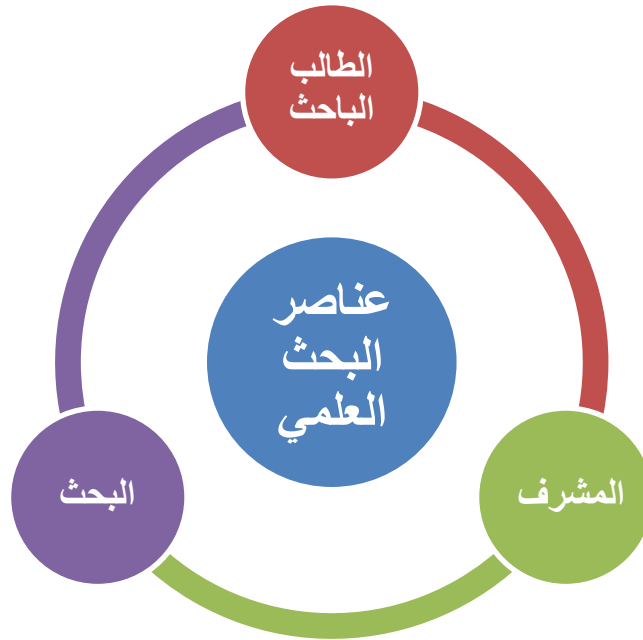 الطالب
الباحث
عناصر
البحث
العلمي
المشرف
البحث